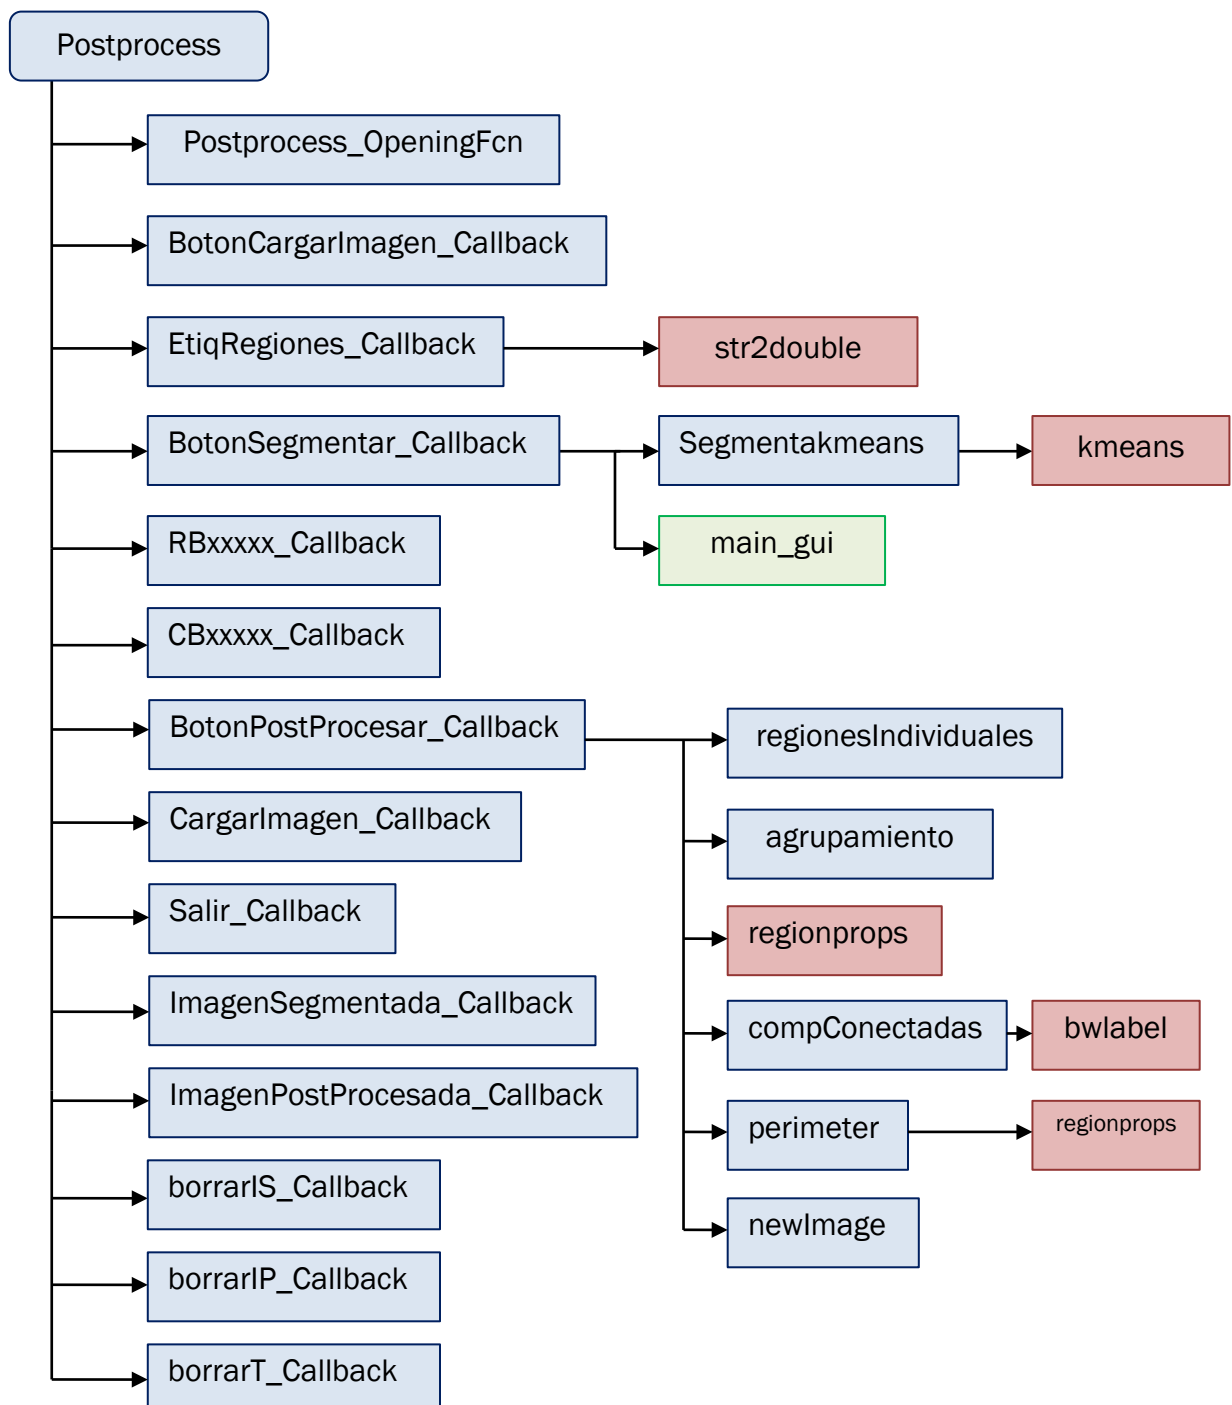 Postprocess
Postprocess_OpeningFcn
BotonCargarImagen_Callback
EtiqRegiones_Callback
str2double
BotonSegmentar_Callback
Segmentakmeans
kmeans
RBxxxxx_Callback
main_gui
CBxxxxx_Callback
BotonPostProcesar_Callback
regionesIndividuales
CargarImagen_Callback
agrupamiento
Salir_Callback
regionprops
ImagenSegmentada_Callback
compConectadas
bwlabel
ImagenPostProcesada_Callback
perimeter
regionprops
borrarIS_Callback
newImage
borrarIP_Callback
borrarT_Callback